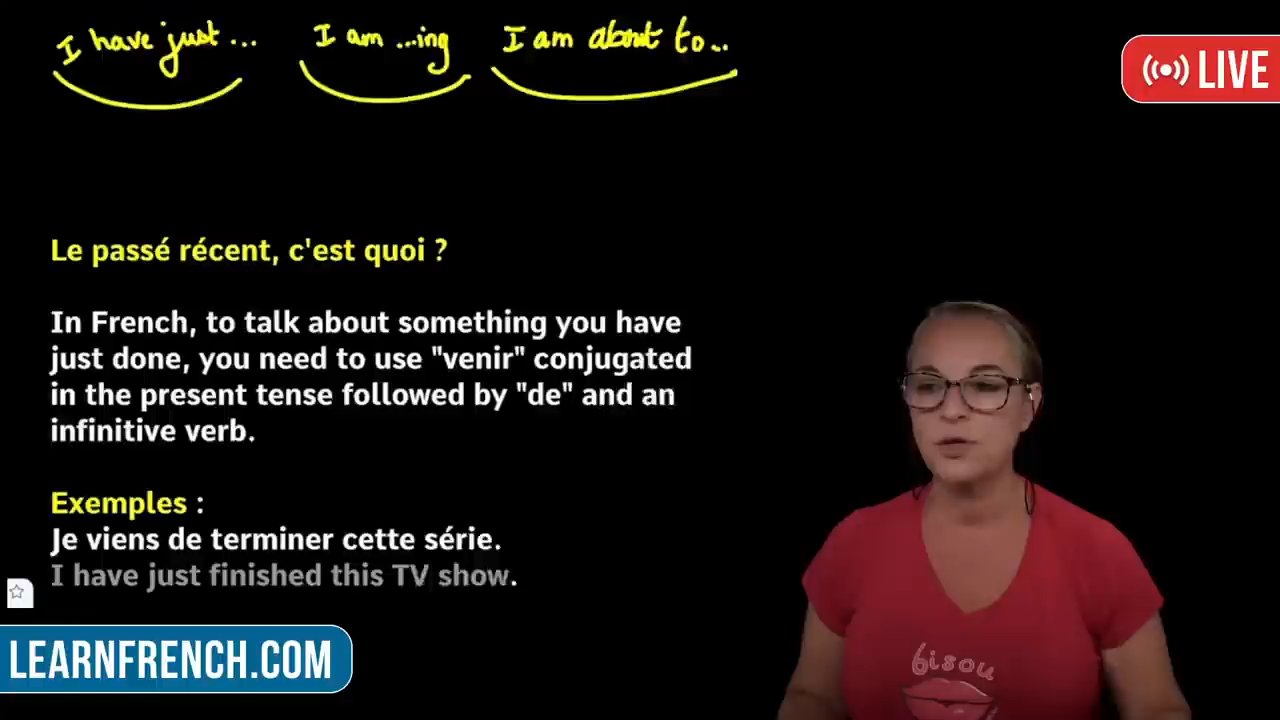 I have just ... I am ...ing I am about to...
LIVE
Le passé récent, c'est quoi ?
In French, to talk about something you have
just done, you need to use "venir" conjugated
in the present tense followed by "de" and an
infinitive verb.
Exemples :
Je viens de terminer cette série.
I have just finished this TV show.
LEARNFRENCH.COM
bisou